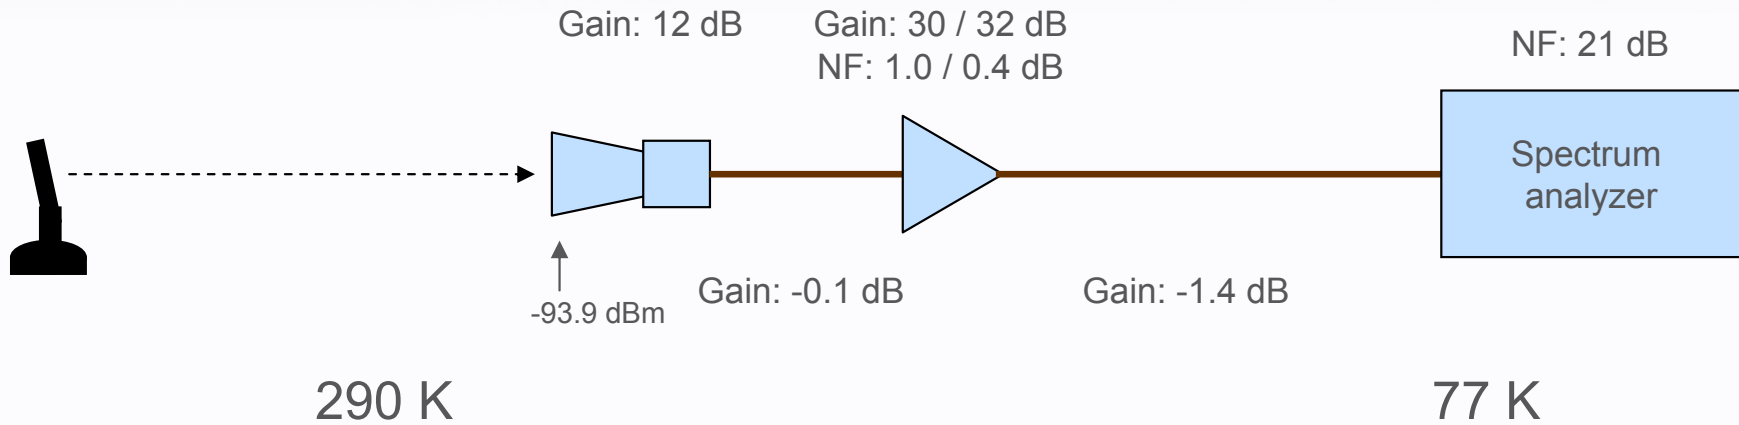 Gain: 12 dB
Gain: 30 / 32 dB
NF: 1.0 / 0.4 dB
NF: 21 dB
Spectrum
analyzer
-93.9 dBm
Gain: -0.1 dB
Gain: -1.4 dB
290 K
77 K